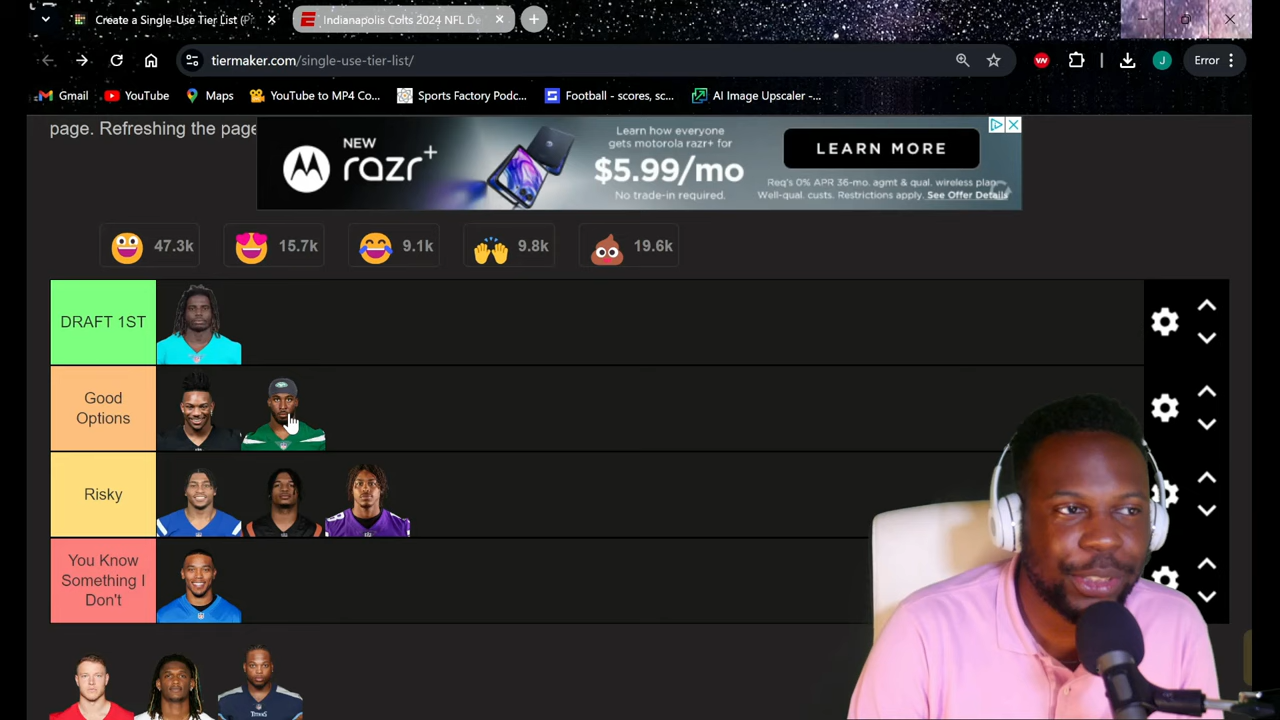 Create a Single-Use Tier List (P
Indianapolis Colts 2024 NFL De
tiermaker.com/single-use-tier-list/
J
Error
Gmail
YouTube
Maps
YouTube to MP4 Co...
Sports Factory Podc...
Football - scores, sc...
AI Image Upscaler -...
page. Refreshing the page
NEW
razr+
Learn how everyone
gets motorola razr+ for
$5.99/mo
No trade-in required.
LEARN MORE
Req's 0% APR 36-mo. agmt & qual. wireless plan.
Well-qual. custs. Restrictions apply. See Offer Details
47.3k
15.7k
9.1k
9.8k
19.6k
DRAFT 1ST
Good
Options
Risky
You Know
Something I
Don't